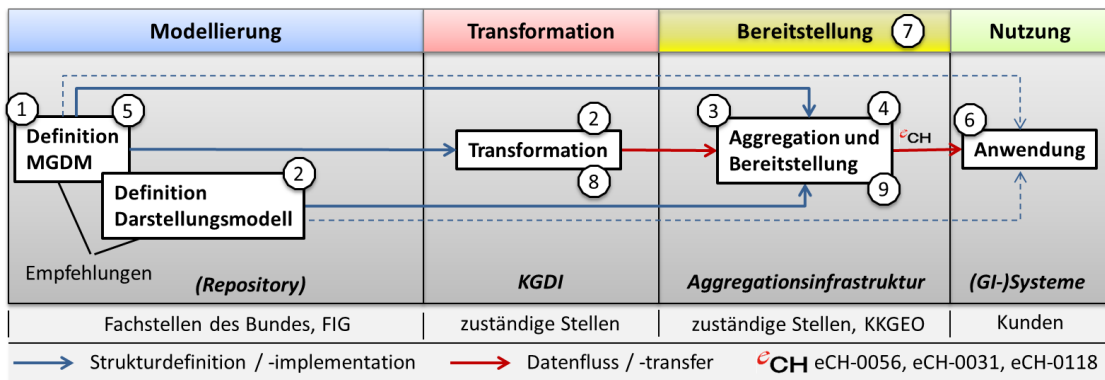 Modellierung
Transformation
Bereitstellung 7
Nutzung
1 5
Definition
MGDM
2
Definition
Darstellungsmodell
Empfehlungen
(Repository)
2
Transformation
8
KGDI
3 4
Aggregation und
Bereitstellung
9
eCH
Aggregationsinfrastruktur
6
Anwendung
(GI-)Systeme
Fachstellen des Bundes, FIG
zuständige Stellen
zuständige Stellen, KKGEO
Kunden
Strukturdefinition / -implementation
Datenfluss / -transfer
eCH eCH-0056, eCH-0031, eCH-0118